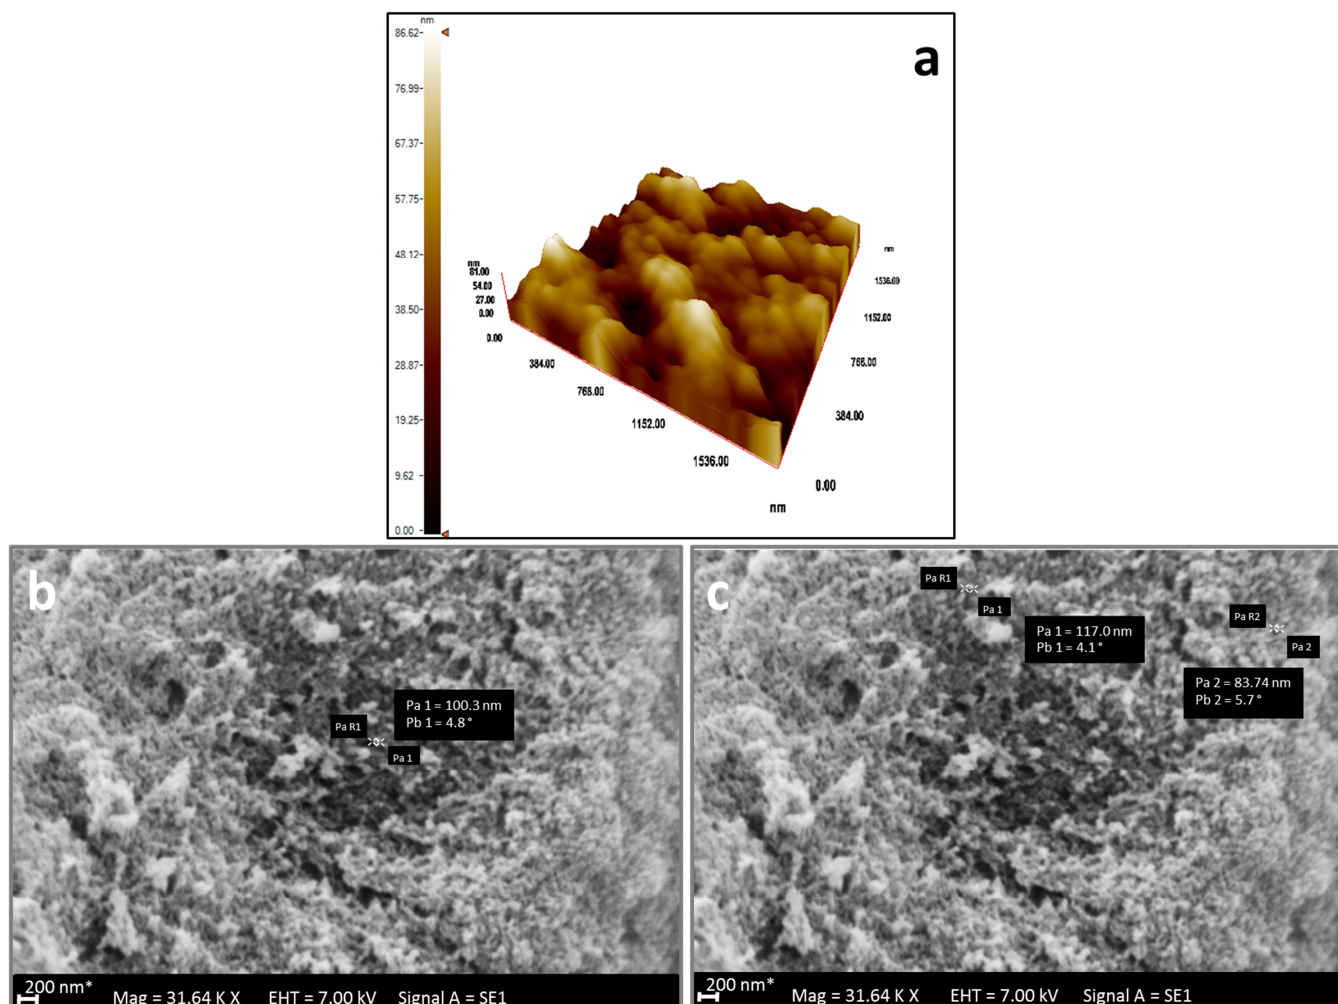 nm
86.62
76.99
67.37
57.75
48.12
38.50
28.87
19.25
9.62
0.00
a
nm
81.00
54.00
27.00
0.00
0.00
384.00
768.00
1152.00
1536.00
nm
0.00
384.00
768.00
1152.00
1536.00
nm
b
Pa 1 = 100.3 nm
Pb 1 = 4.8 °
Pa R1
Pa 1
200 nm*
Mag = 31.64 K X EHT = 7.00 kV Signal A = SE1
c
Pa R1
Pa 1
Pa 1 = 117.0 nm
Pb 1 = 4.1 °
Pa R2
Pa 2
Pa 2 = 83.74 nm
Pb 2 = 5.7 °
200 nm*
Mag = 31.64 K X EHT = 7.00 kV Signal A = SE1